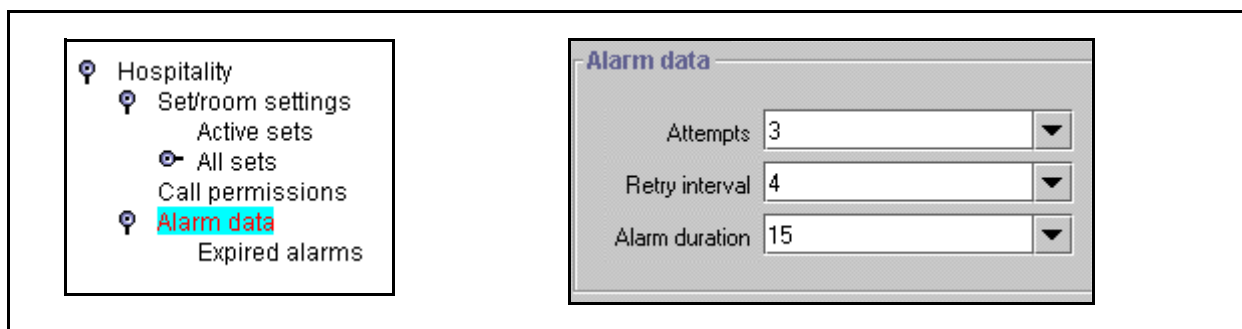 Hospitality
Set/room settings
Active sets
All sets
Call permissions
Alarm data
Expired alarms
Alarm data
Attempts 3
Retry interval 4
Alarm duration 15